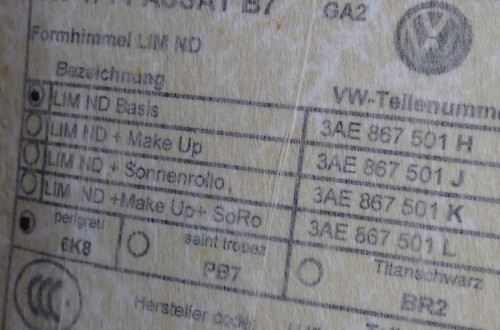 PASSAT B7 GA2
Formhimmel LIM ND
Bezeichnung VW-Teilenumme
LIM ND Basis 3AE 867 501 H
LIM ND + Make Up 3AE 867 501 J
LIM ND + Sonnenrollo 3AE 867 501 K
LIM ND +Make Up+ SoRo 3AE 867 501 L
perlgrau saint tropez Titanschwarz
6K8 PB7 BR2
Hersteller